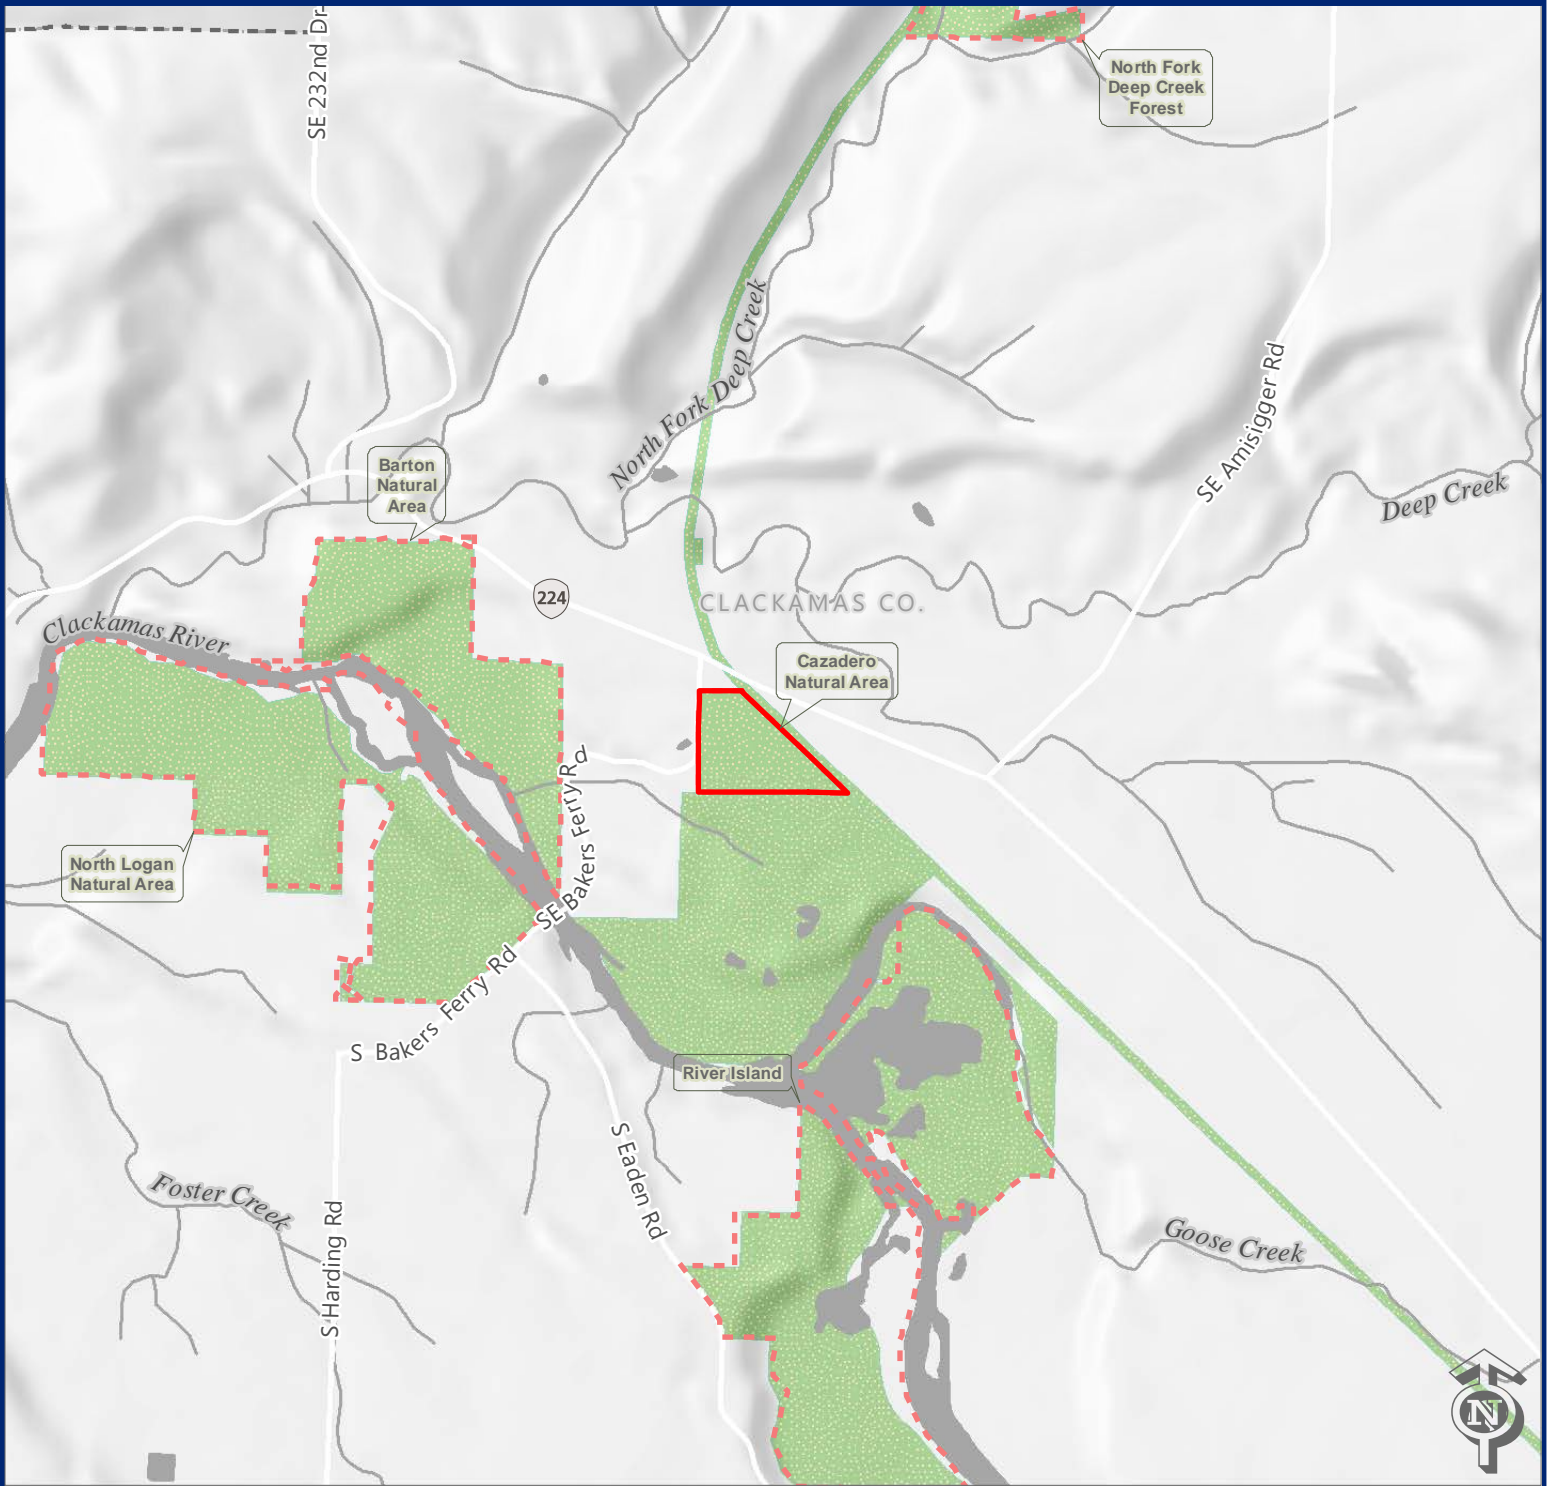 SE 232nd Dr
North Fork
Deep Creek
Forest
North Fork Deep Creek
SE Amisigger Rd
Barton
Natural
Area
Deep Creek
224
CLACKAMAS CO.
Clackamas River
Cazadero
Natural Area
SE Bakers Ferry Rd
North Logan
Natural Area
S Bakers Ferry Rd
River Island
S Eaden Rd
Foster Creek
S Harding Rd
Goose Creek
N